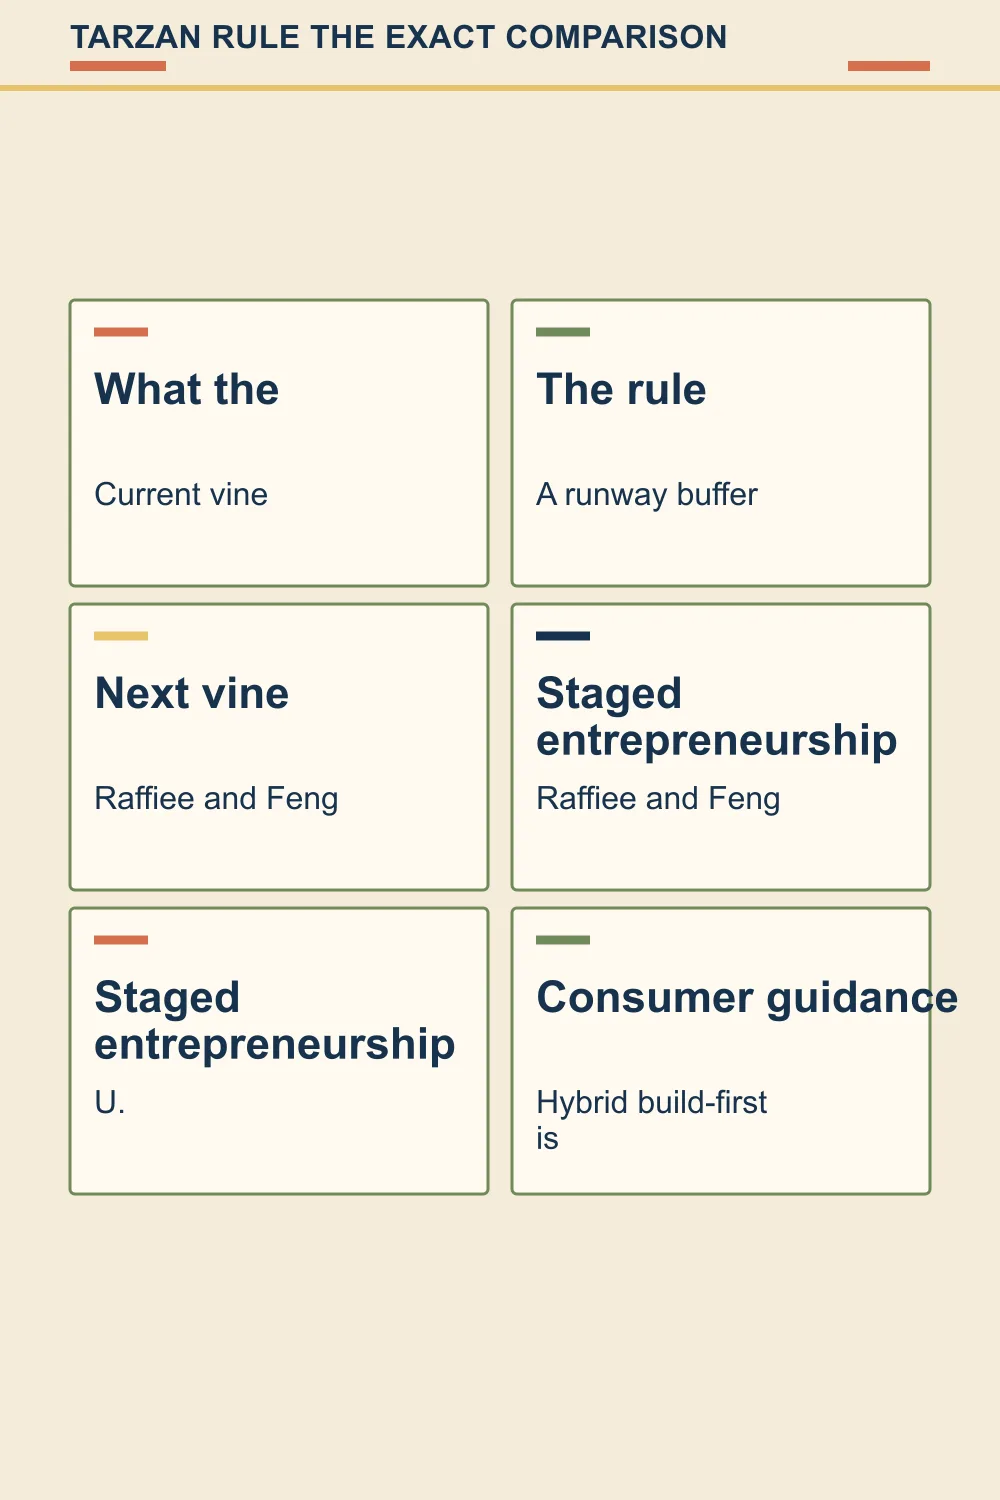 TARZAN RULE THE EXACT COMPARISON
What the
Current vine
The rule
A runway buffer
Next vine
Raffiee and Feng
Staged
entrepreneurship
Raffiee and Feng
Staged
entrepreneurship
U.
Consumer guidance
Hybrid build-first
is